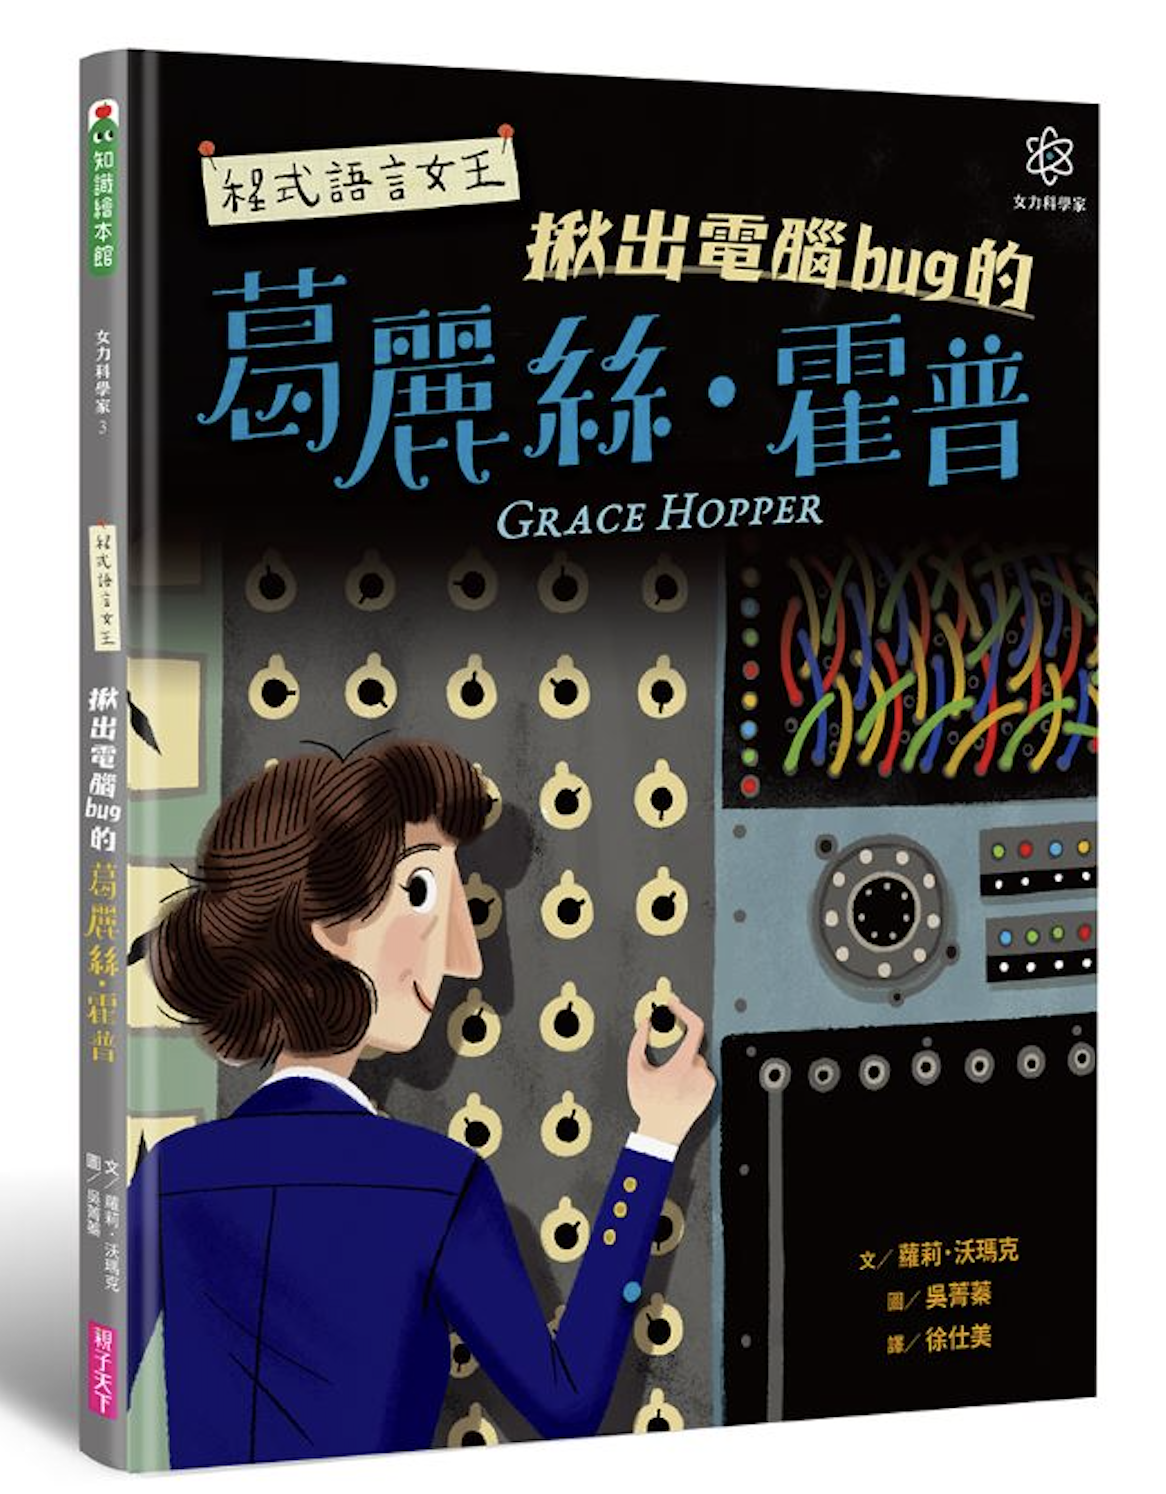 知識繪本館
女力科學家3
程式語言女王
揪出電腦bug的
葛麗絲·霍普
文/蘿莉·沃瑪克
圖/吳菁蓁
親子天下
程式語言女王
女力科學家
揪出電腦bug的
葛麗絲·霍普
GRACE HOPPER
文/蘿莉·沃瑪克
圖/吳菁蓁
譯/徐仕美